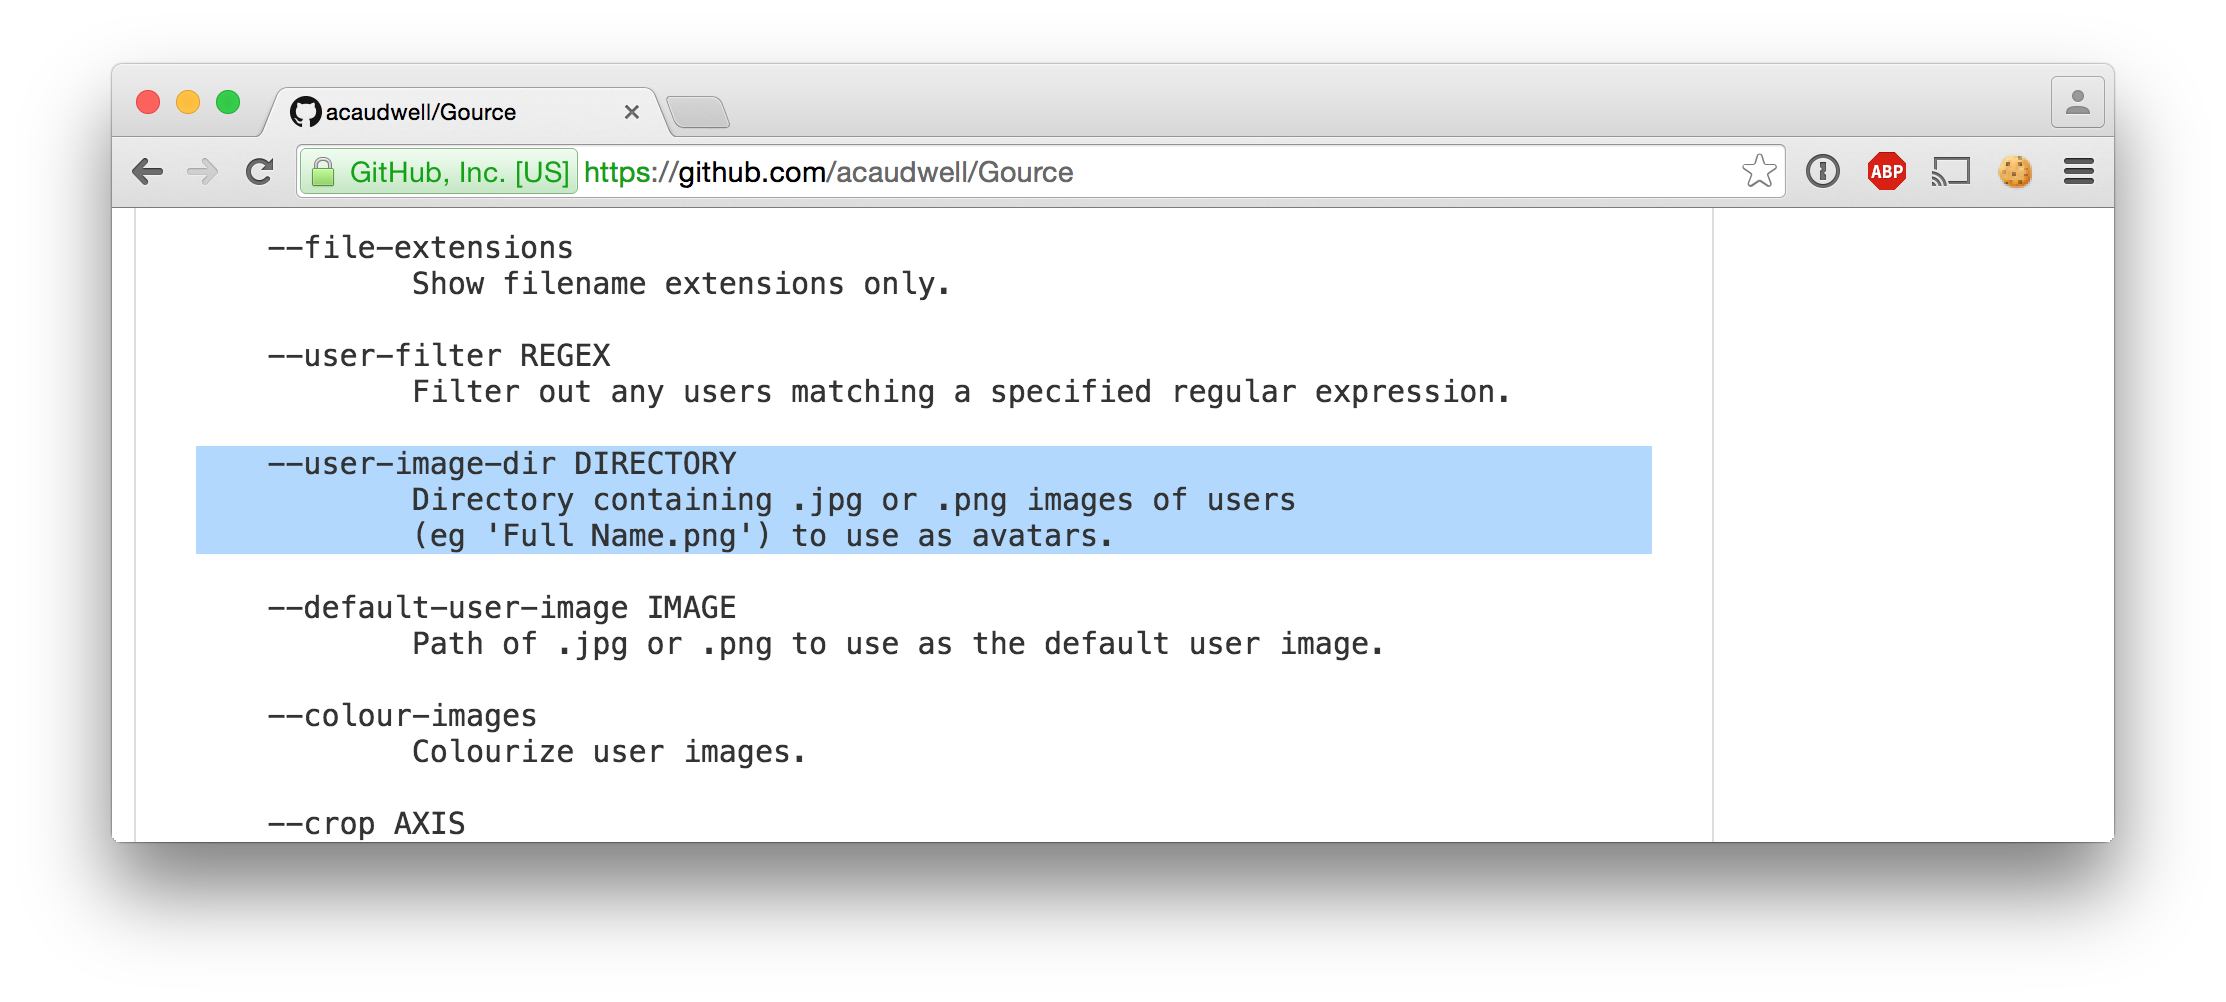 acaudwell/Gource
GitHub, Inc. [US] https://github.com/acaudwell/Gource
ABP
--file-extensions
Show filename extensions only.
--user-filter REGEX
Filter out any users matching a specified regular expression.
--user-image-dir DIRECTORY
Directory containing .jpg or .png images of users
(eg 'Full Name.png') to use as avatars.
--default-user-image IMAGE
Path of .jpg or .png to use as the default user image.
--colour-images
Colourize user images.
--crop AXIS